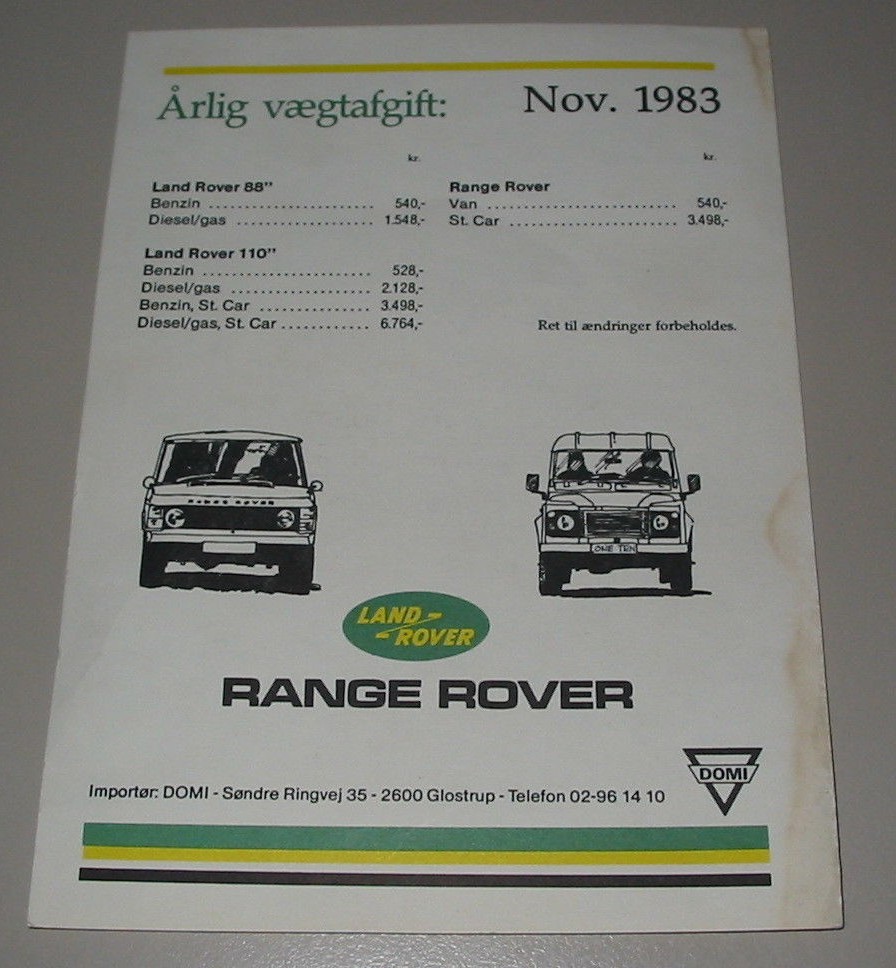 Årlig vægtafgift: Nov. 1983
kr.
Land Rover 88”
Benzin ........................ 540,-
Diesel/gas .................... 1.548,-
Land Rover 110”
Benzin ........................ 528,-
Diesel/gas .................... 2.128,-
Benzin, St. Car ................ 3.498,-
Diesel/gas, St. Car ............ 6.764,-
kr.
Range Rover
Van ............................ 540,-
St. Car ........................ 3.498,-
Ret til ændringer forbeholdes.
RANGE ROVER
ONE TRN
LAND
ROVER
RANGE ROVER
DOMI
Importør: DOMI - Søndre Ringvej 35 - 2600 Glostrup - Telefon 02-96 14 10